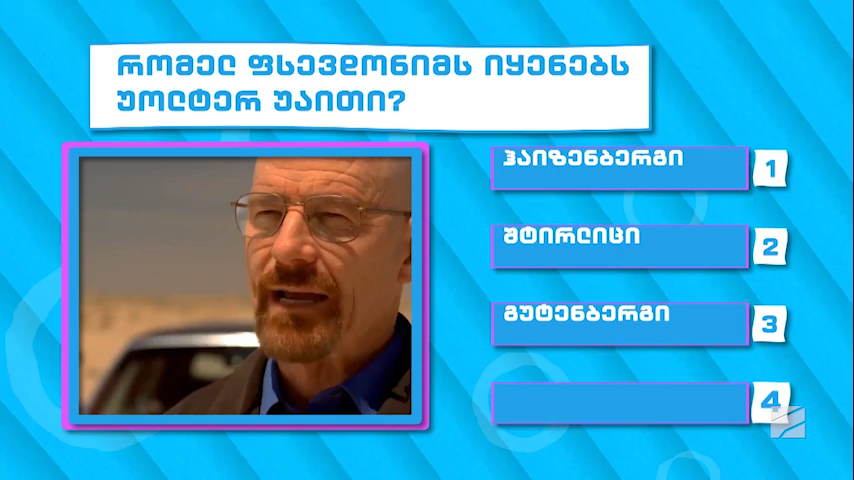 რომელ ფსევდონიმს იყენებს
უოლტერ უაითი?
ჰაიზენბერგი
1
შტირლიცი
2
გუტენბერგი
3
4